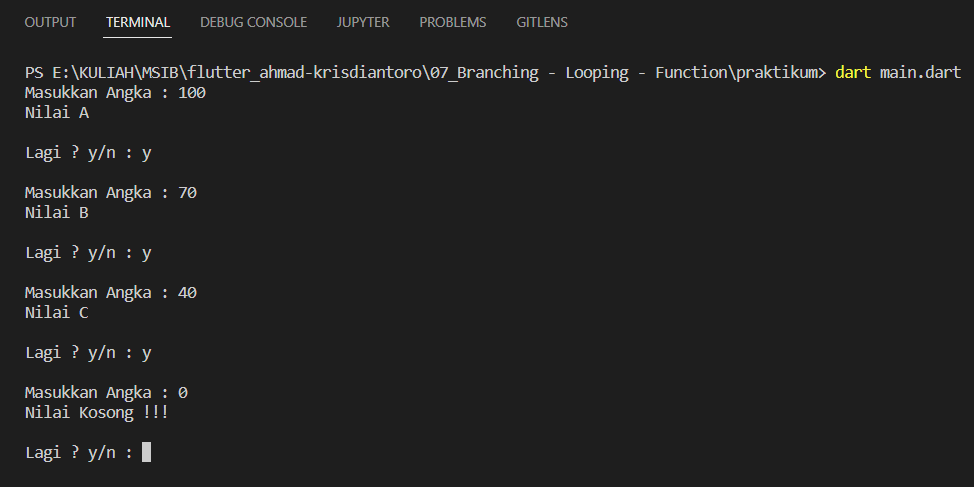 OUTPUT TERMINAL DEBUG CONSOLE JUPYTER PROBLEMS GITLENS
PS E:\KULIAH\MSIB\flutter_ahmad-krisdiantoro\07_Branching - Looping - Function\praktikum> dart main.dart
Masukkan Angka : 100
Nilai A
Lagi ? y/n : y
Masukkan Angka : 70
Nilai B
Lagi ? y/n : y
Masukkan Angka : 40
Nilai C
Lagi ? y/n : y
Masukkan Angka : 0
Nilai Kosong !!!
Lagi ? y/n :